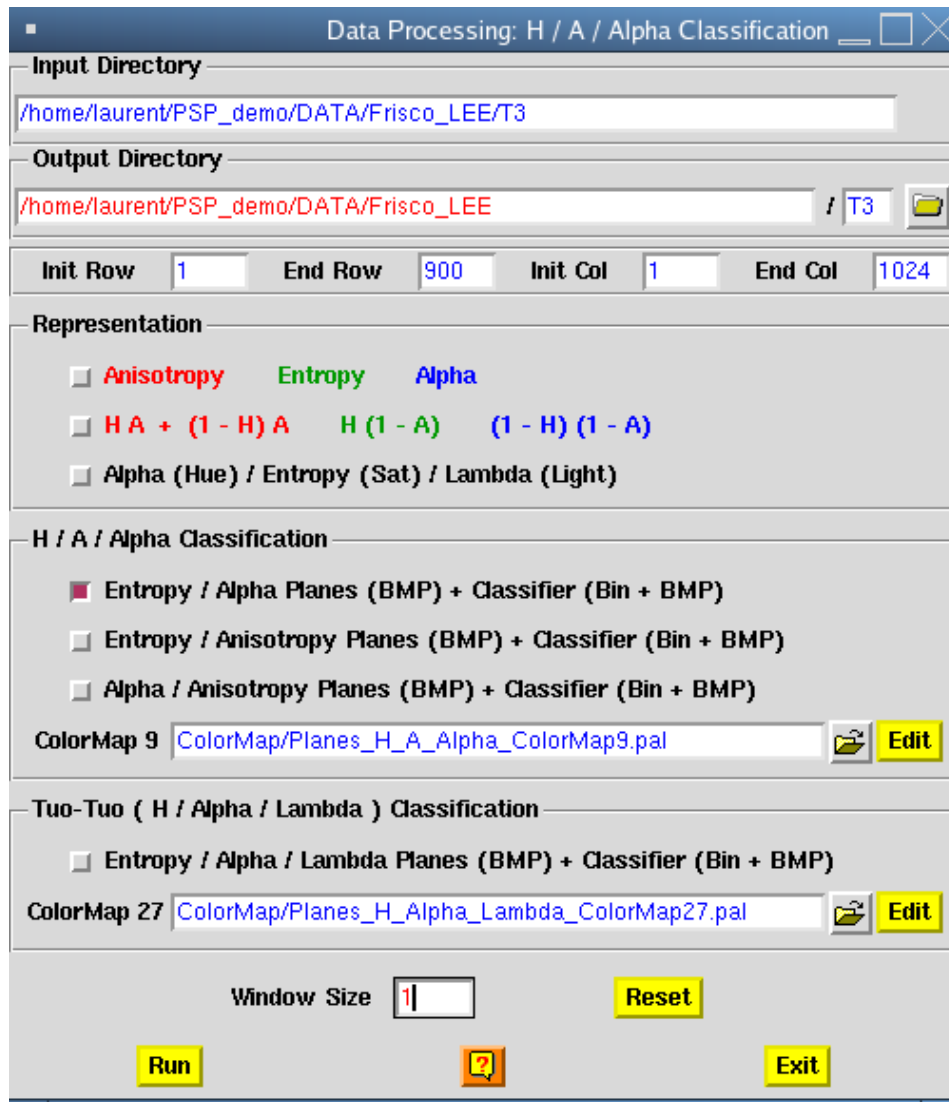 Data Processing: H / A / Alpha Classification
Input Directory
/home/laurent/PSP_demo/DATA/Frisco_LEE/T3
Output Directory
/home/laurent/PSP_demo/DATA/Frisco_LEE / T3
Init Row 1 End Row 900 Init Col 1 End Col 1024
Representation
Anisotropy Entropy Alpha
H A + (1 - H) A H (1 - A) (1 - H) (1 - A)
Alpha (Hue) / Entropy (Sat) / Lambda (Light)
H / A / Alpha Classification
Entropy / Alpha Planes (BMP) + Classifier (Bin + BMP)
Entropy / Anisotropy Planes (BMP) + Classifier (Bin + BMP)
Alpha / Anisotropy Planes (BMP) + Classifier (Bin + BMP)
ColorMap 9 ColorMap/Planes_H_A_Alpha_ColorMap9.pal Edit
Tuo-Tuo ( H / Alpha / Lambda ) Classification
Entropy / Alpha / Lambda Planes (BMP) + Classifier (Bin + BMP)
ColorMap 27 ColorMap/Planes_H_Alpha_Lambda_ColorMap27.pal Edit
Window Size 1 Reset
Run ? Exit